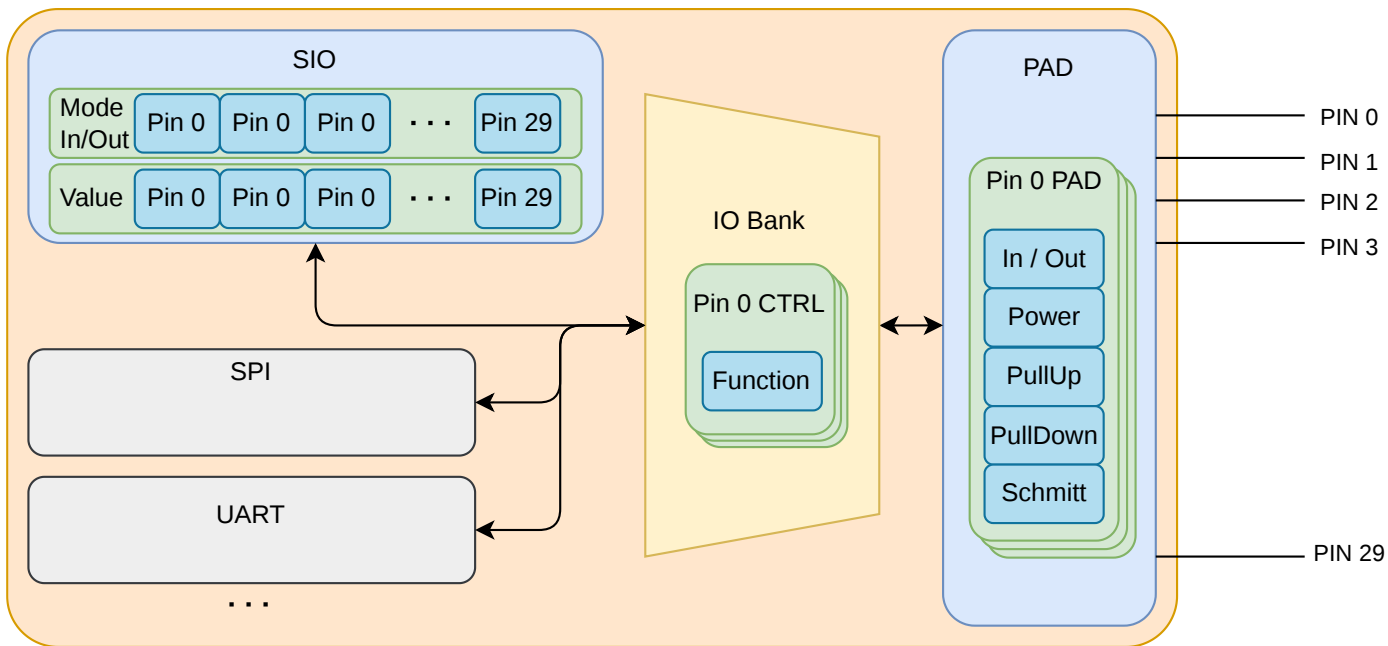 SIO
Mode
In/Out
Pin 0 Pin 0 Pin 0 . . . Pin 29
Value Pin 0 Pin 0 Pin 0 . . . Pin 29
SPI
UART
. . .
IO Bank
Pin 0 CTRL
Function
PAD
Pin 0 PAD
In / Out
Power
PullUp
PullDown
Schmitt
PIN 0
PIN 1
PIN 2
PIN 3
PIN 29